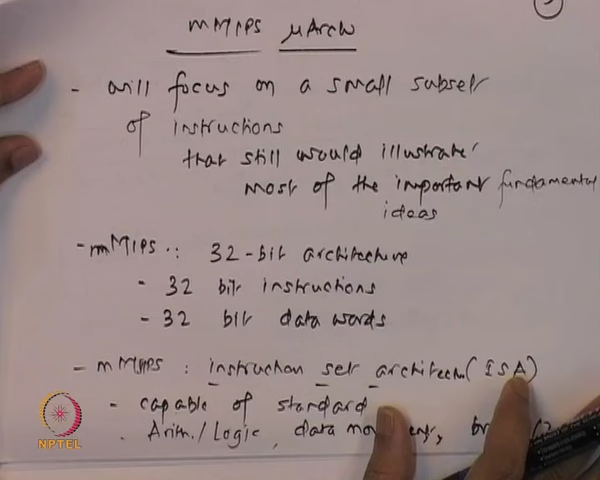 3
mMIPS μArch
- will focus on a small subset
of instructions
that still would illustrate
most of the important fundamental
ideas
- mMIPS : 32-bit architecture
- 32 bit instructions
- 32 bit data words
- mMIPS : instruction set architectu (ISA)
- capable of standard
- Arith./Logic, data
NPTEL